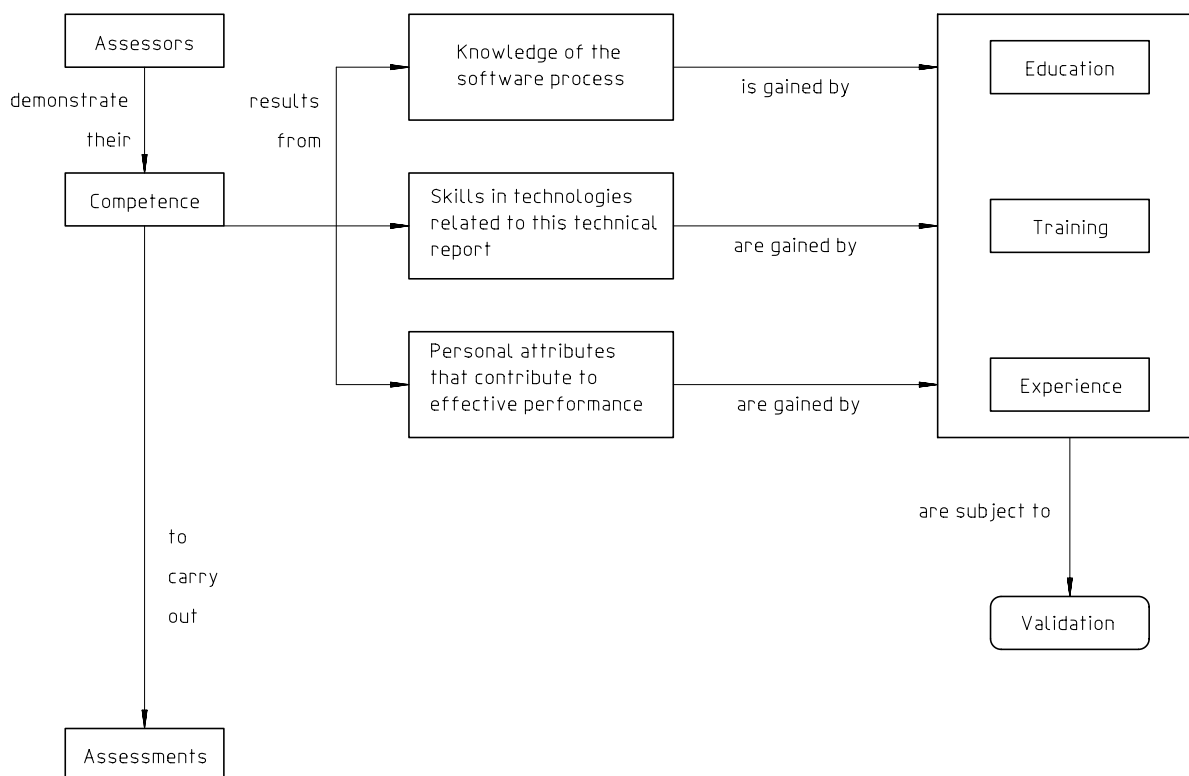 Assessors
demonstrate
their
Competence
to
carry
out
Assessments
results
from
Knowledge of the
software process
Skills in technologies
related to this technical
report
Personal attributes
that contribute to
effective performance
is gained by
are gained by
are gained by
Education
Training
Experience
are subject to
Validation